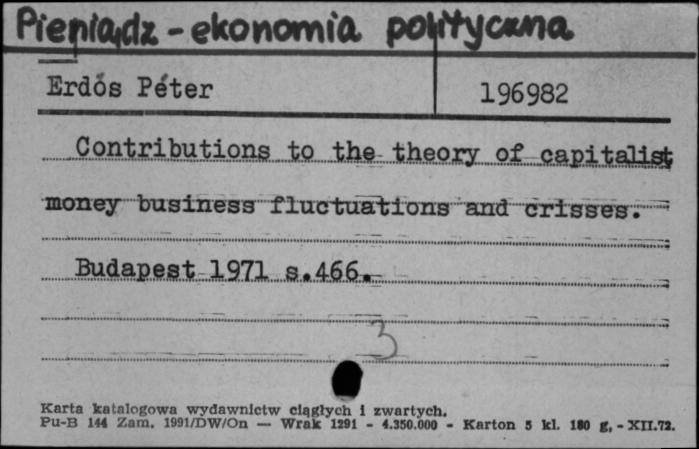 Pieniądz - ekonomia polityczna
Erdős Péter 196982
Contributions to the theory of capitalist
money business fluctuations and crisses.
Budapest 1971 s.466.
3
Karta katalogowa wydawnictw ciągłych i zwartych.
Pu-B 144 Zam. 1991/DW/On — Wrak 1291 - 4.350.000 - Karton 5 kl. 180 g. - XII.72.